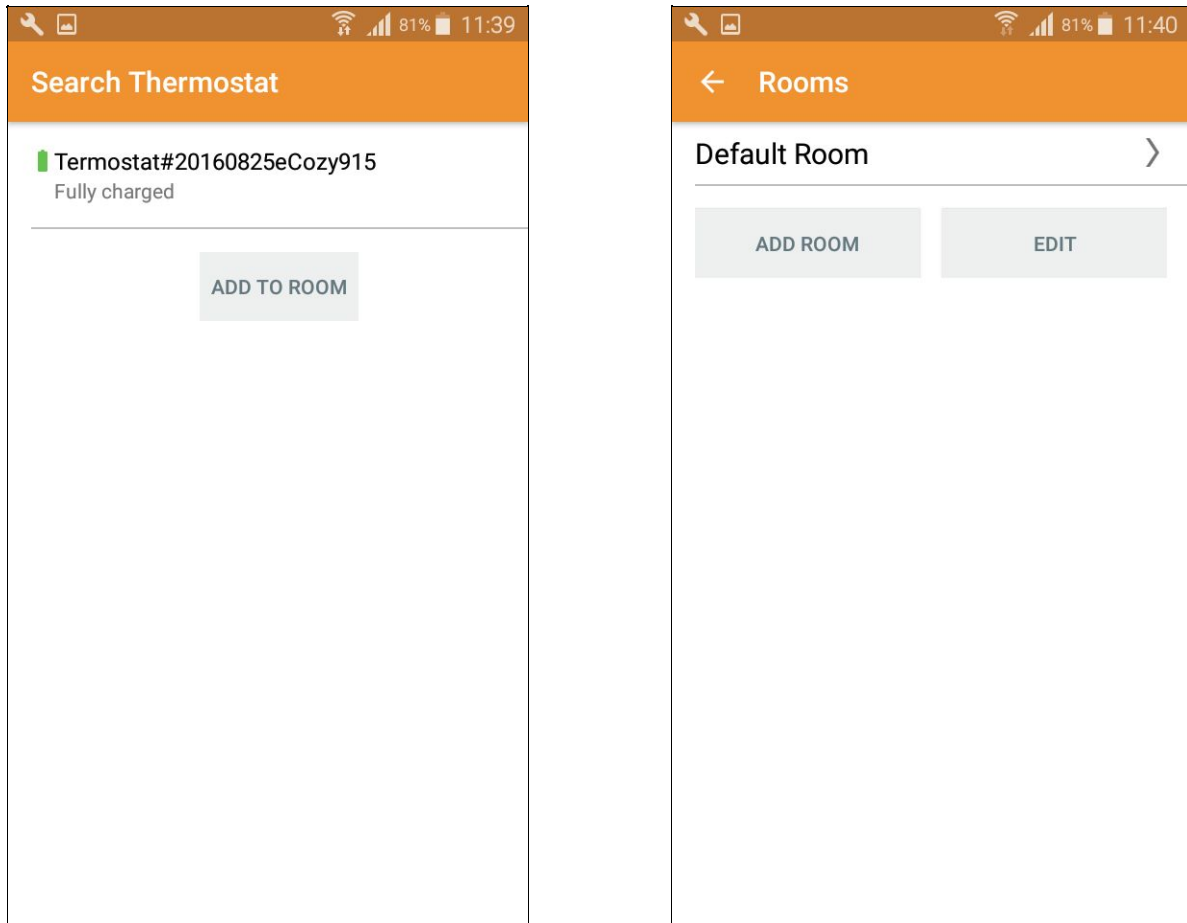 81% 11:39
Search Thermostat
Termostat#20160825eCozy915
Fully charged
ADD TO ROOM
81% 11:40
Rooms
Default Room
ADD ROOM EDIT